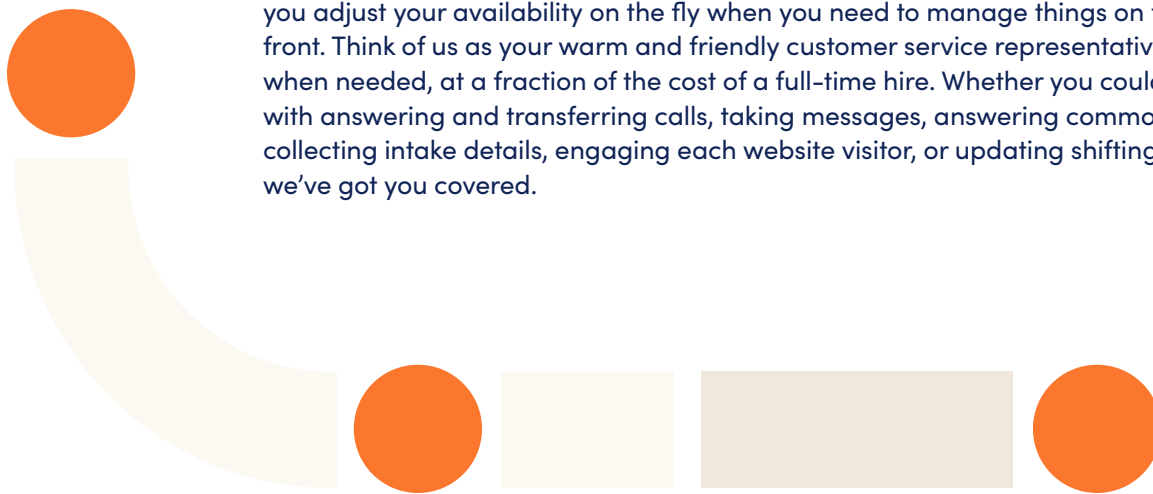 you adjust your availability on the fly when you need to manage things on
front. Think of us as your warm and friendly customer service
when needed, at a fraction of the cost of a full-time hire. Whether you
with answering and transferring calls, taking messages, answering
collecting intake details, engaging each website visitor, or updating shifting
we’ve got you covered.